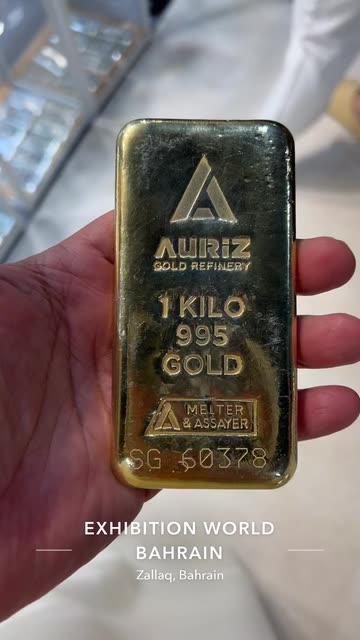 AURIZ
GOLD REFINERY
1 KILO
995
GOLD
MELTER
& ASSAYER
SG 60378
EXHIBITION WORLD
BAHRAIN
Zallaq, Bahrain